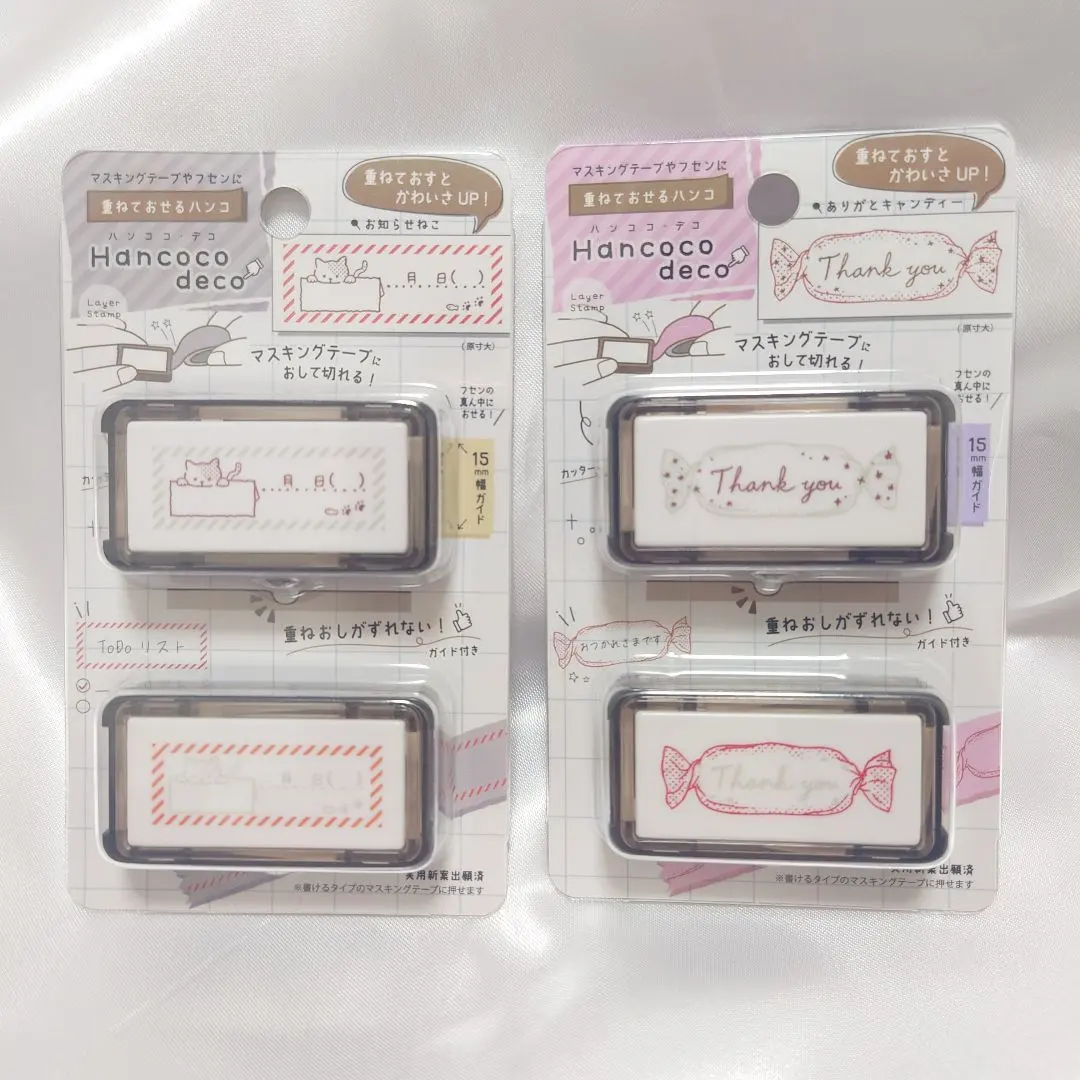 マスキングテープやフセンに
重ねておせるハンコ
ハンココ・デコ
Hancoco
deco
Layer
Stamp
重ねておすと
かわいさUP!
お知らせねこ
月 日( )
(原寸大)
マスキングテープに
おして切れる!
フセンの
真ん中に
おせる!
15
mm
幅ガイド
月 日( )
重ねおしがずれない!
ガイド付き
ToDoリスト
月 日( )
実用新案出願済
※書けるタイプのマスキングテープに押せます
マスキングテープやフセンに
重ねておせるハンコ
ハンココ・デコ
Hancoco
deco
Layer
Stamp
重ねておすと
かわいさUP!
ありがとキャンディー
Thank you
(原寸大)
マスキングテープに
おして切れる!
フセンの
真ん中に
おせる!
カッター
15
mm
幅ガイド
Thank you
重ねおしがずれない!
ガイド付き
おつかれさまです
Thank you
実用新案出願済
※書けるタイプのマスキングテープに押せます